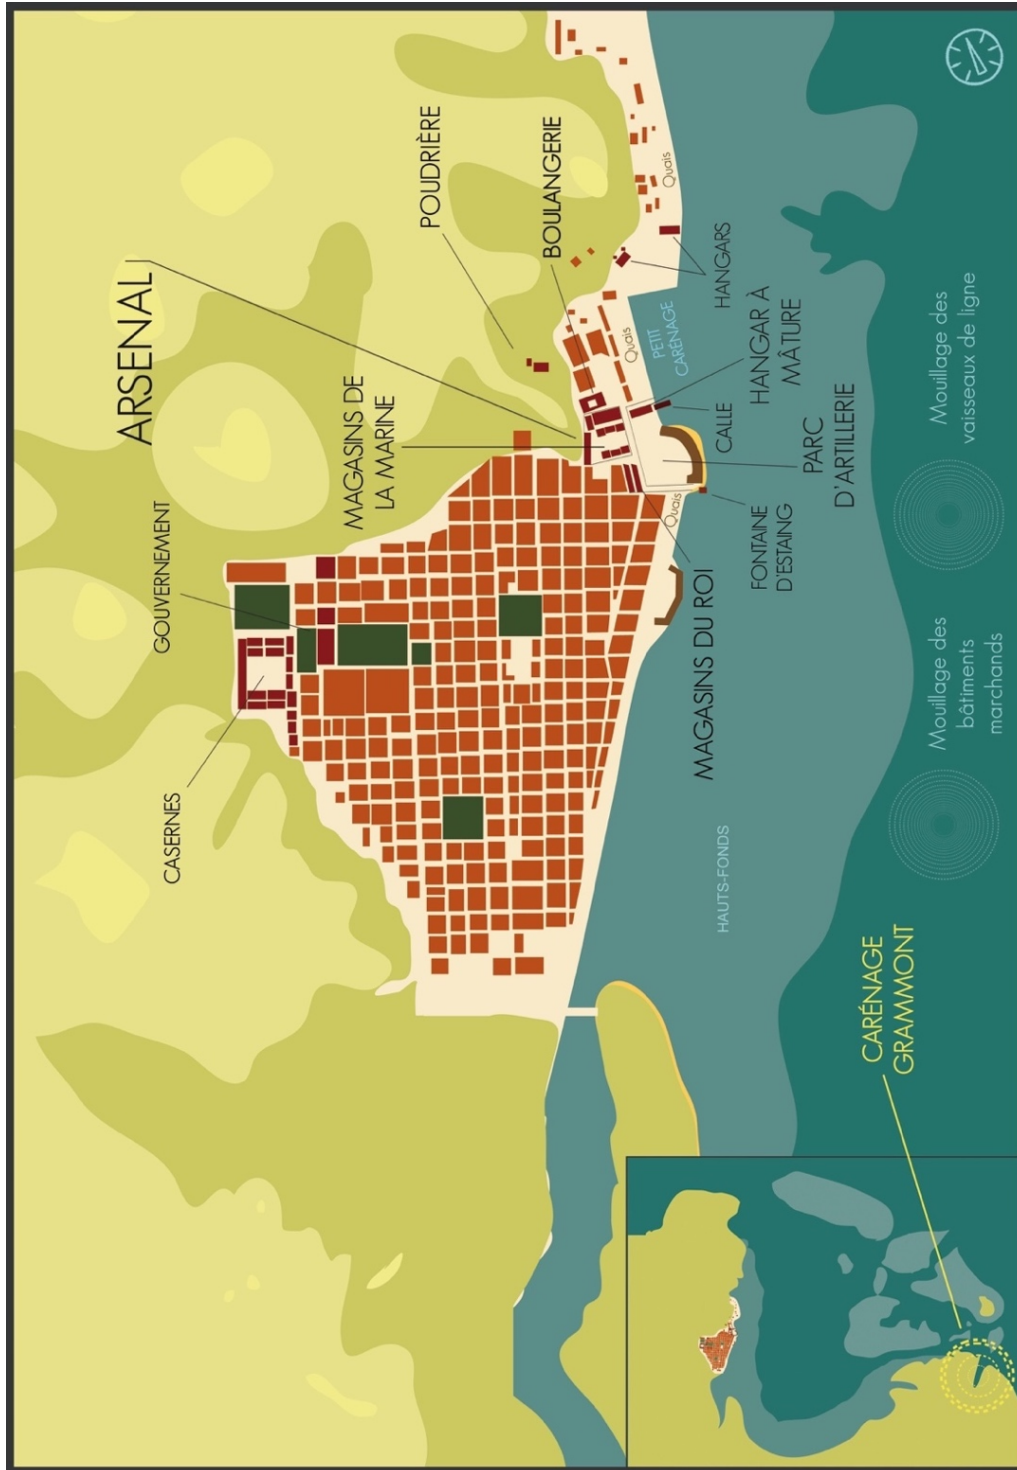 ARSENAL
POUDRIÈRE
BOULANGERIE
GOUVERNEMENT
MAGASINS DE
LA MARINE
CASERNES
Quais
HANGARS
Quais
PETIT
CARÉNAGE
HANGAR À
MÂTURE
CALLE
PARC
D'ARTILLERIE
Quais
FONTAINE
D'ESTAING
MAGASINS DU ROI
HAUTS-FONDS
Mouillage des
vaisseaux de ligne
Mouillage des
bâtiments
marchands
CARÉNAGE
GRAMMONT